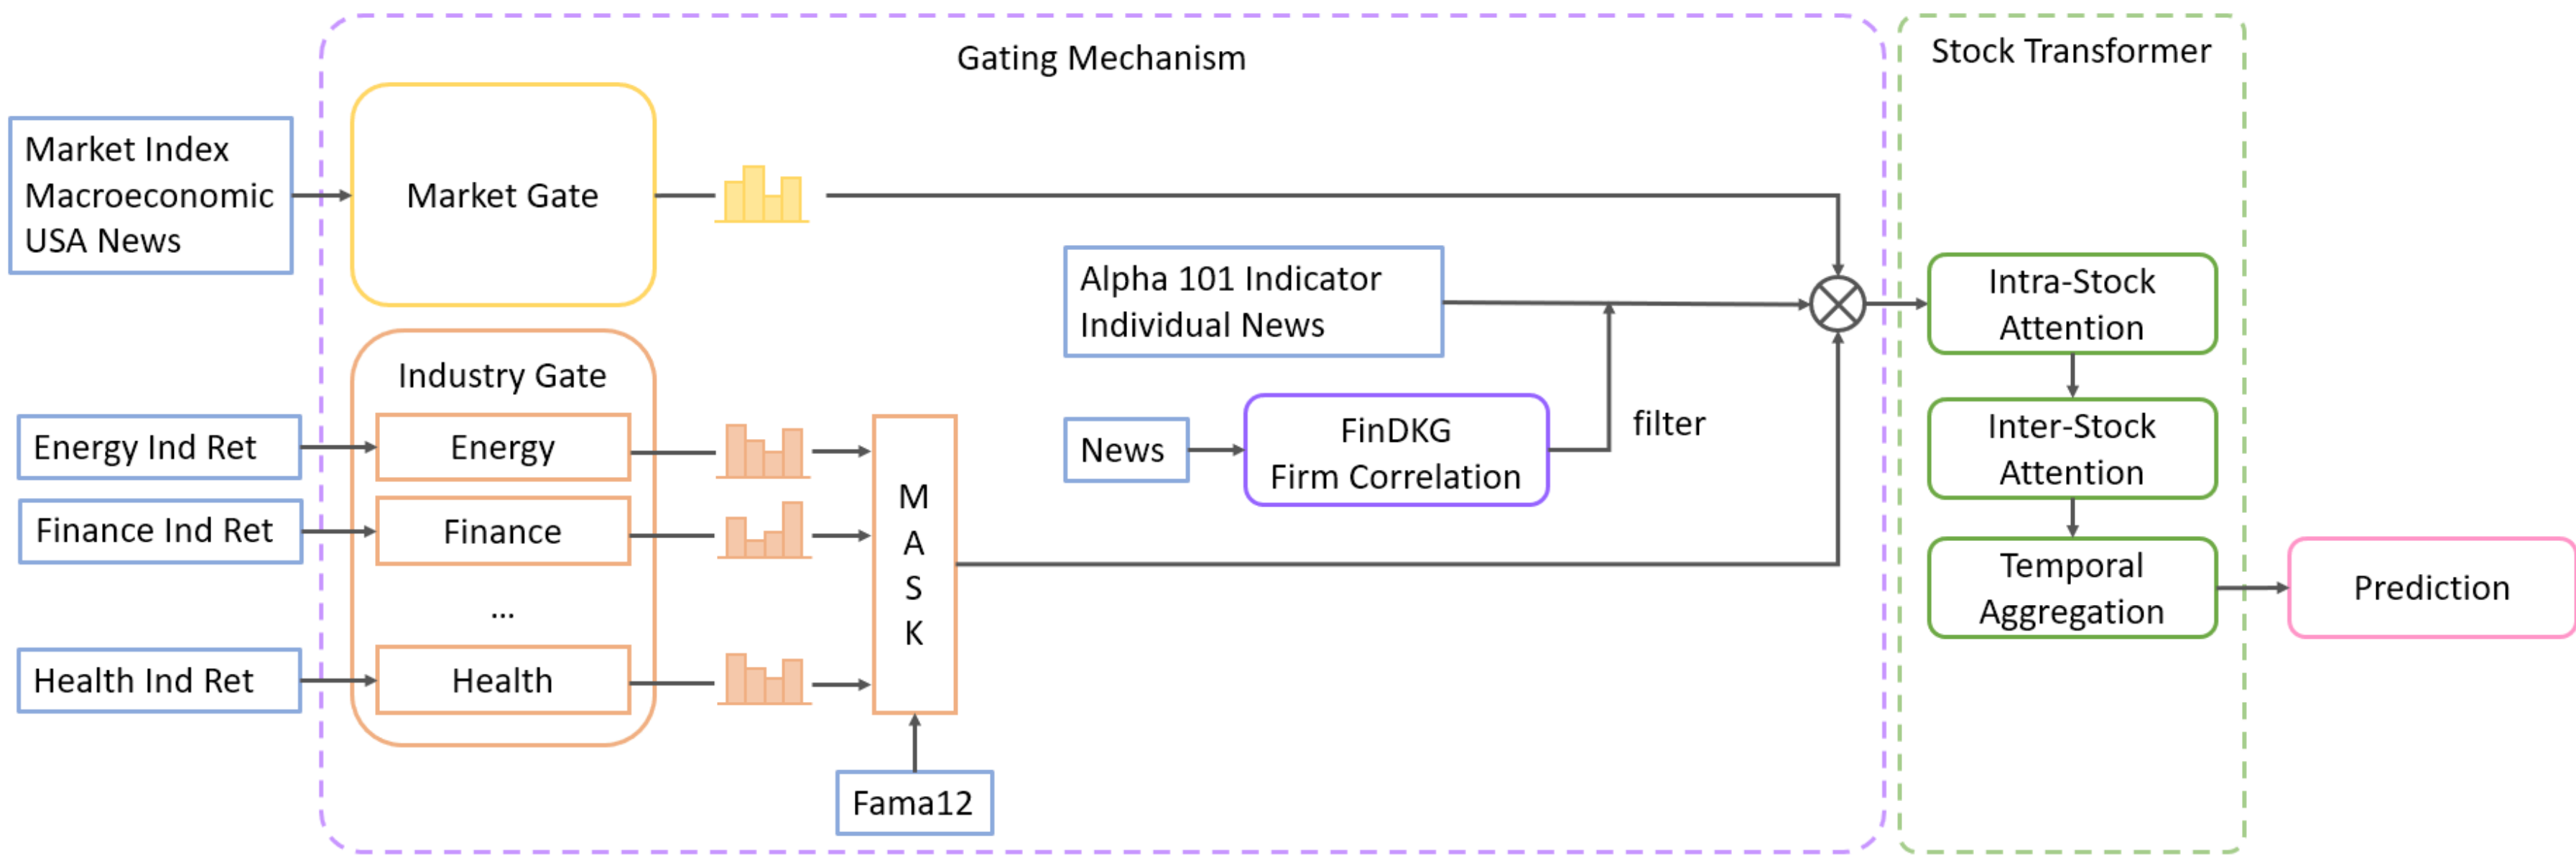 Gating Mechanism
Stock Transformer
Market Index
Macroeconomic
USA News
Market Gate
Alpha 101 Indicator
Individual News
Intra-Stock
Attention
Industry Gate
Energy Ind Ret
Energy
News
FinDKG
Firm Correlation
filter
Inter-Stock
Attention
Finance Ind Ret
Finance
M
A
S
K
...
Temporal
Aggregation
Prediction
Health Ind Ret
Health
Fama12